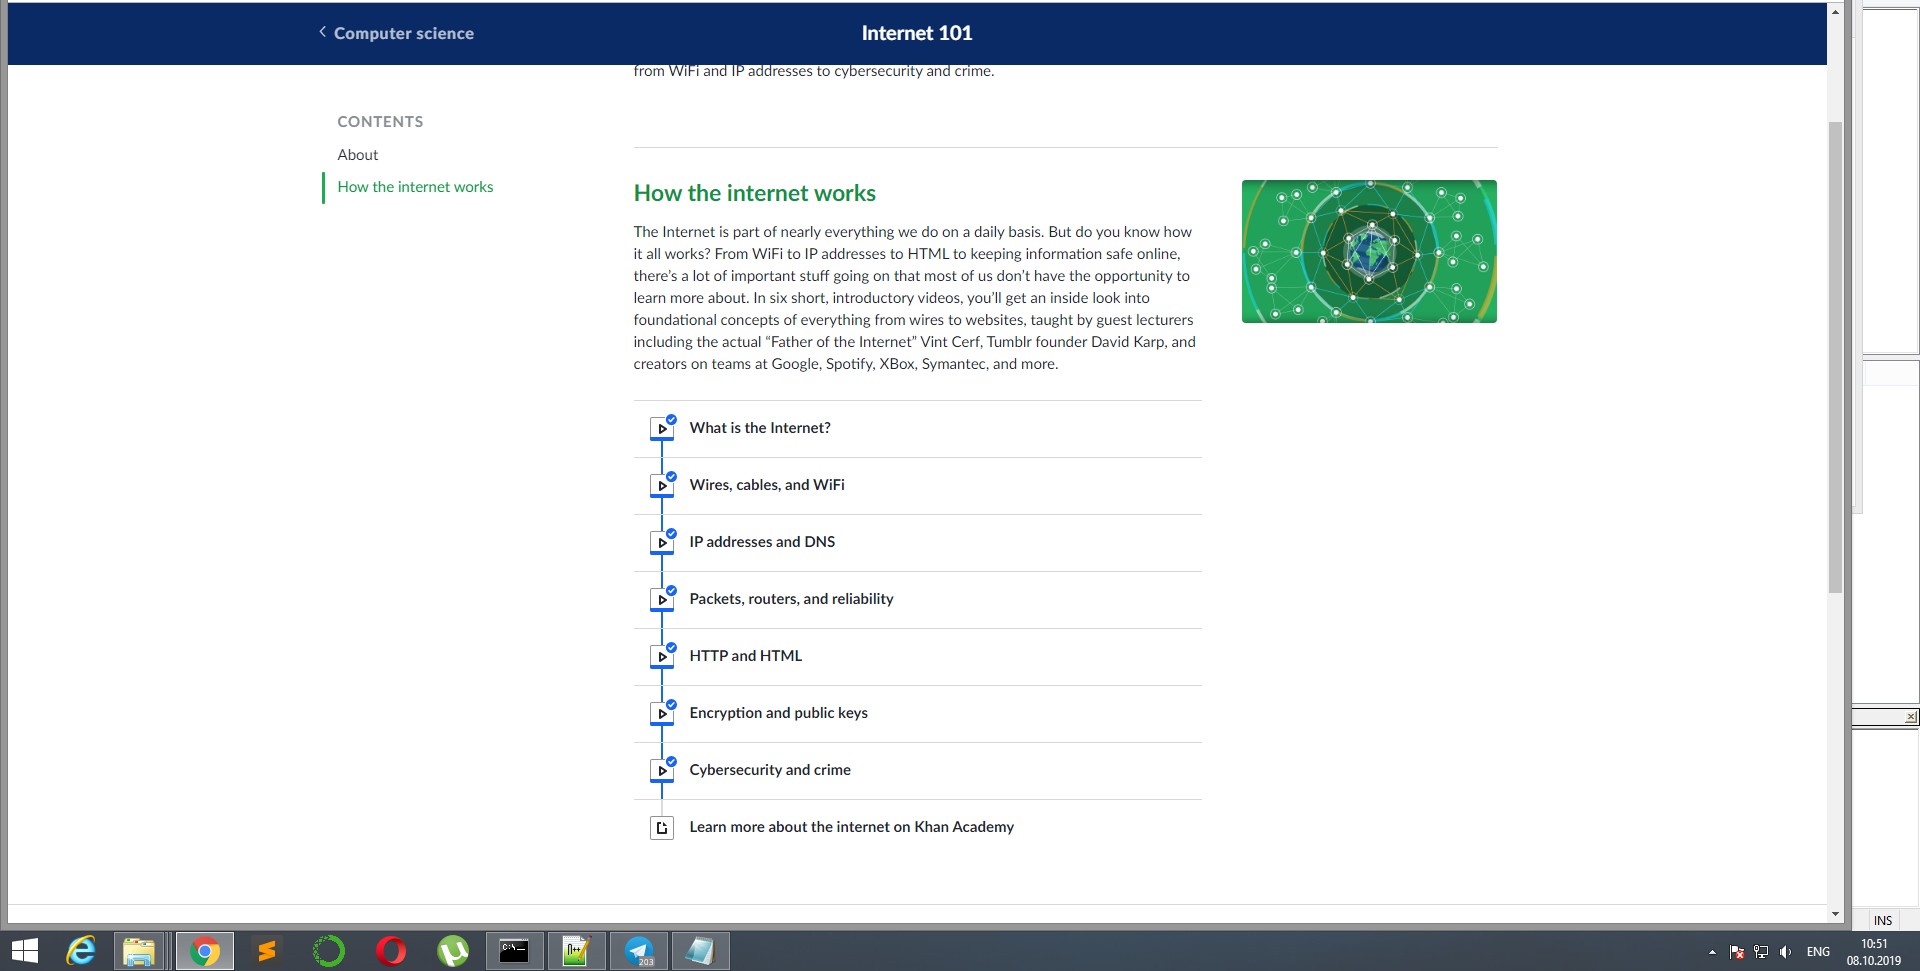 Computer science
Internet 101
from WiFi and IP addresses to cybersecurity and crime.
CONTENTS
About
How the internet works
How the internet works
The Internet is part of nearly everything we do on a daily basis. But do you know how
it all works? From WiFi to IP addresses to HTML to keeping information safe online,
there’s a lot of important stuff going on that most of us don’t have the opportunity to
learn more about. In six short, introductory videos, you’ll get an inside look into
foundational concepts of everything from wires to websites, taught by guest lecturers
including the actual “Father of the Internet” Vint Cerf, Tumblr founder David Karp, and
creators on teams at Google, Spotify, XBox, Symantec, and more.
What is the Internet?
Wires, cables, and WiFi
IP addresses and DNS
Packets, routers, and reliability
HTTP and HTML
Encryption and public keys
Cybersecurity and crime
Learn more about the internet on Khan Academy
INS
C:\
203
ENG
10:51
08.10.2019